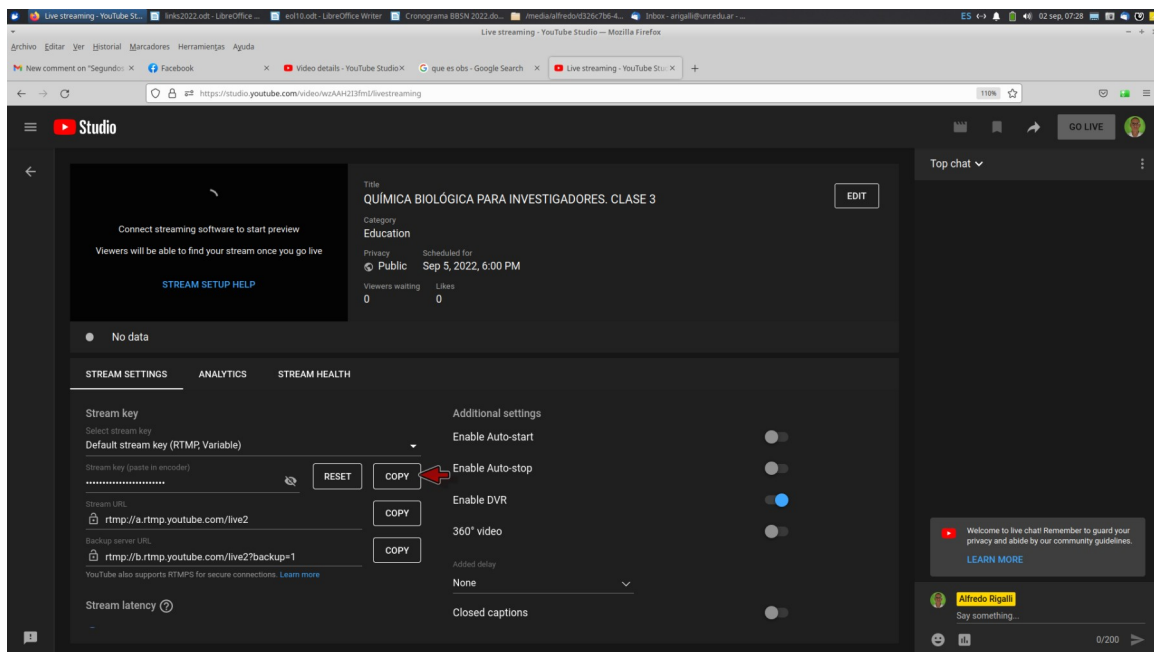 Live streaming - YouTube St...
links2022.odt - LibreOffice ...
eol10.odt - LibreOffice Writer
Cronograma BBSN 2022.do...
/media/alfredo/d326c7b6-4...
Inbox - arigalli@unr.edu.ar - ...
ES
02 sep, 07:28
Live streaming - YouTube Studio — Mozilla Firefox
Archivo Editar Ver Historial Marcadores Herramientas Ayuda
New comment on "Segundo:
Facebook
Video details - YouTube Studio
que es obs - Google Search
Live streaming - YouTube Stu
https://studio.youtube.com/video/wzAAH2I3fmI/livestreaming
110%
Studio
GO LIVE
Connect streaming software to start preview
Viewers will be able to find your stream once you go live
STREAM SETUP HELP
Title
QUÍMICA BIOLÓGICA PARA INVESTIGADORES. CLASE 3
EDIT
Category
Education
Privacy Scheduled for
Public Sep 5, 2022, 6:00 PM
Viewers waiting Likes
0 0
No data
STREAM SETTINGS ANALYTICS STREAM HEALTH
Stream key
Select stream key
Default stream key (RTMP, Variable)
Stream key (paste in encoder)
RESET COPY
Stream URL
rtmp://a.rtmp.youtube.com/live2
COPY
Backup server URL
rtmp://b.rtmp.youtube.com/live2?backup=1
COPY
YouTube also supports RTMPS for secure connections. Learn more
Stream latency
Additional settings
Enable Auto-start
Enable Auto-stop
Enable DVR
360° video
Added delay
None
Closed captions
Top chat
Welcome to live chat! Remember to guard your
privacy and abide by our community guidelines.
LEARN MORE
Alfredo Rigalli
Say something...
0/200